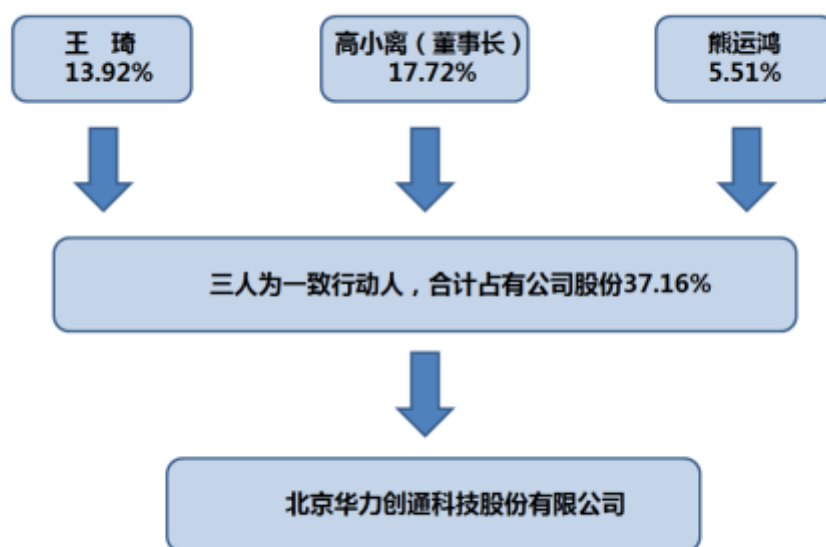 王 琦
13.92%
高小离（董事长）
17.72%
熊运鸿
5.51%
三人为一致行动人，合计占有公司股份37.16%
北京华力创通科技股份有限公司